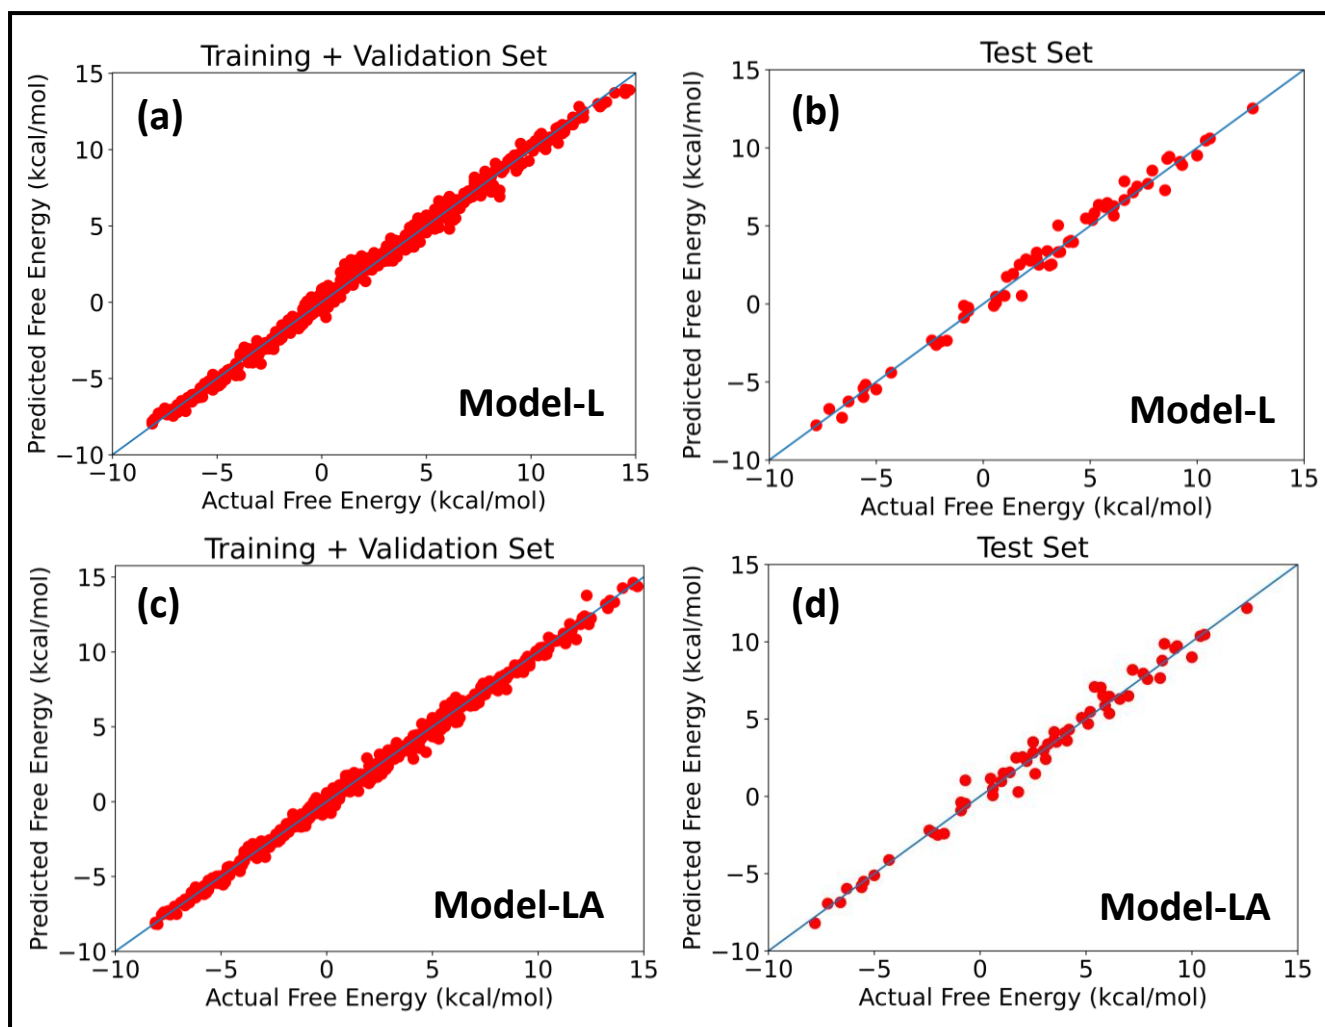 Training + Validation Set
(a)
Predicted Free Energy (kcal/mol)
15
10
5
0
−5
−10
Model-L
−10 −5 0 5 10 15
Actual Free Energy (kcal/mol)
Test Set
(b)
Predicted Free Energy (kcal/mol)
15
10
5
0
−5
−10
Model-L
−10 −5 0 5 10 15
Actual Free Energy (kcal/mol)
Training + Validation Set
(c)
Predicted Free Energy (kcal/mol)
15
10
5
0
−5
−10
Model-LA
−10 −5 0 5 10 15
Actual Free Energy (kcal/mol)
Test Set
(d)
Predicted Free Energy (kcal/mol)
15
10
5
0
−5
−10
Model-LA
−10 −5 0 5 10 15
Actual Free Energy (kcal/mol)